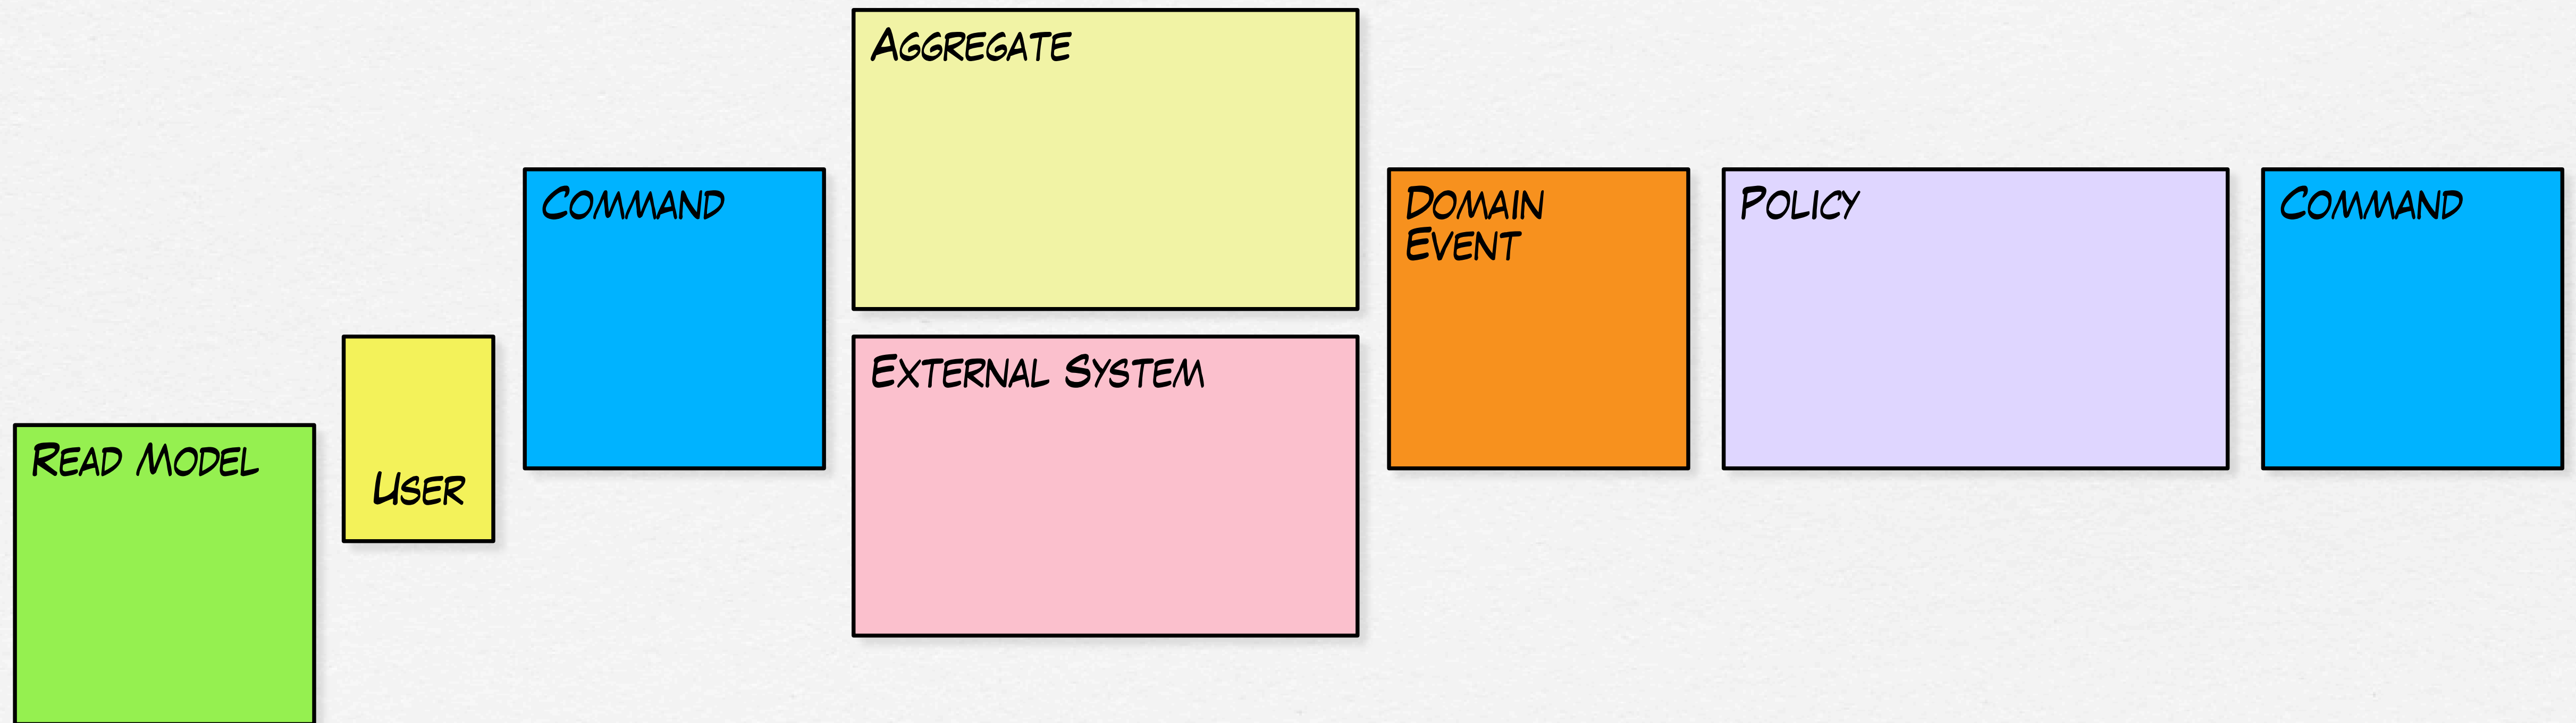 Read Model
User
Command
Aggregate
External System
Domain
Event
Policy
Command